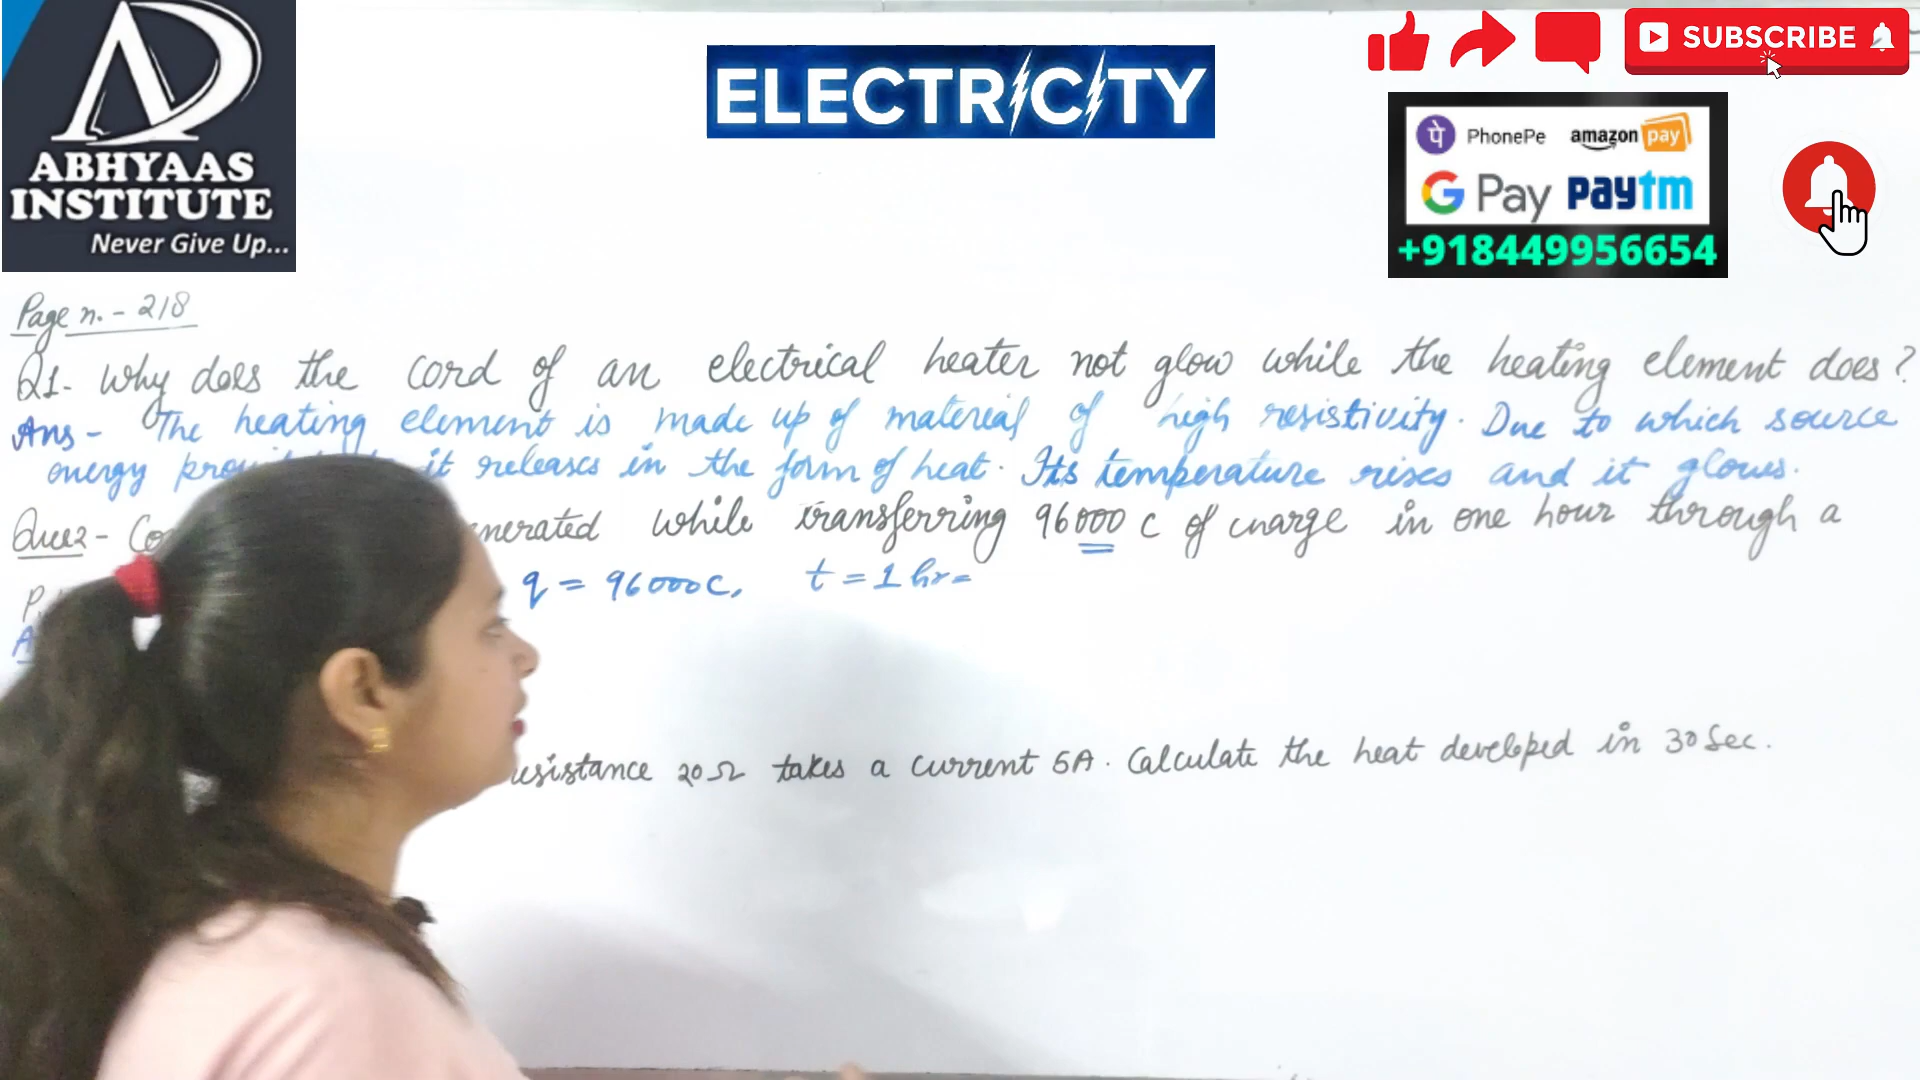 ABHYAAS
INSTITUTE
Never Give Up...
ELECTRICITY
SUBSCRIBE
PhonePe amazon pay
G Pay paytm
+918449956654
Page n. - 218
Q1- Why does the cord of an electrical heater not glow while the heating element does?
Ans - The heating element is made up of material of high resistivity. Due to which source
energy it releases in the form of heat. Its temperature rises and it glows.
Que2- Co nerated while transferring 96000 C of charge in one hour through a
P
A q = 96000C, t = 1 hr =
resistance 20Ω takes a current 5A. Calculate the heat developed in 30 Sec.